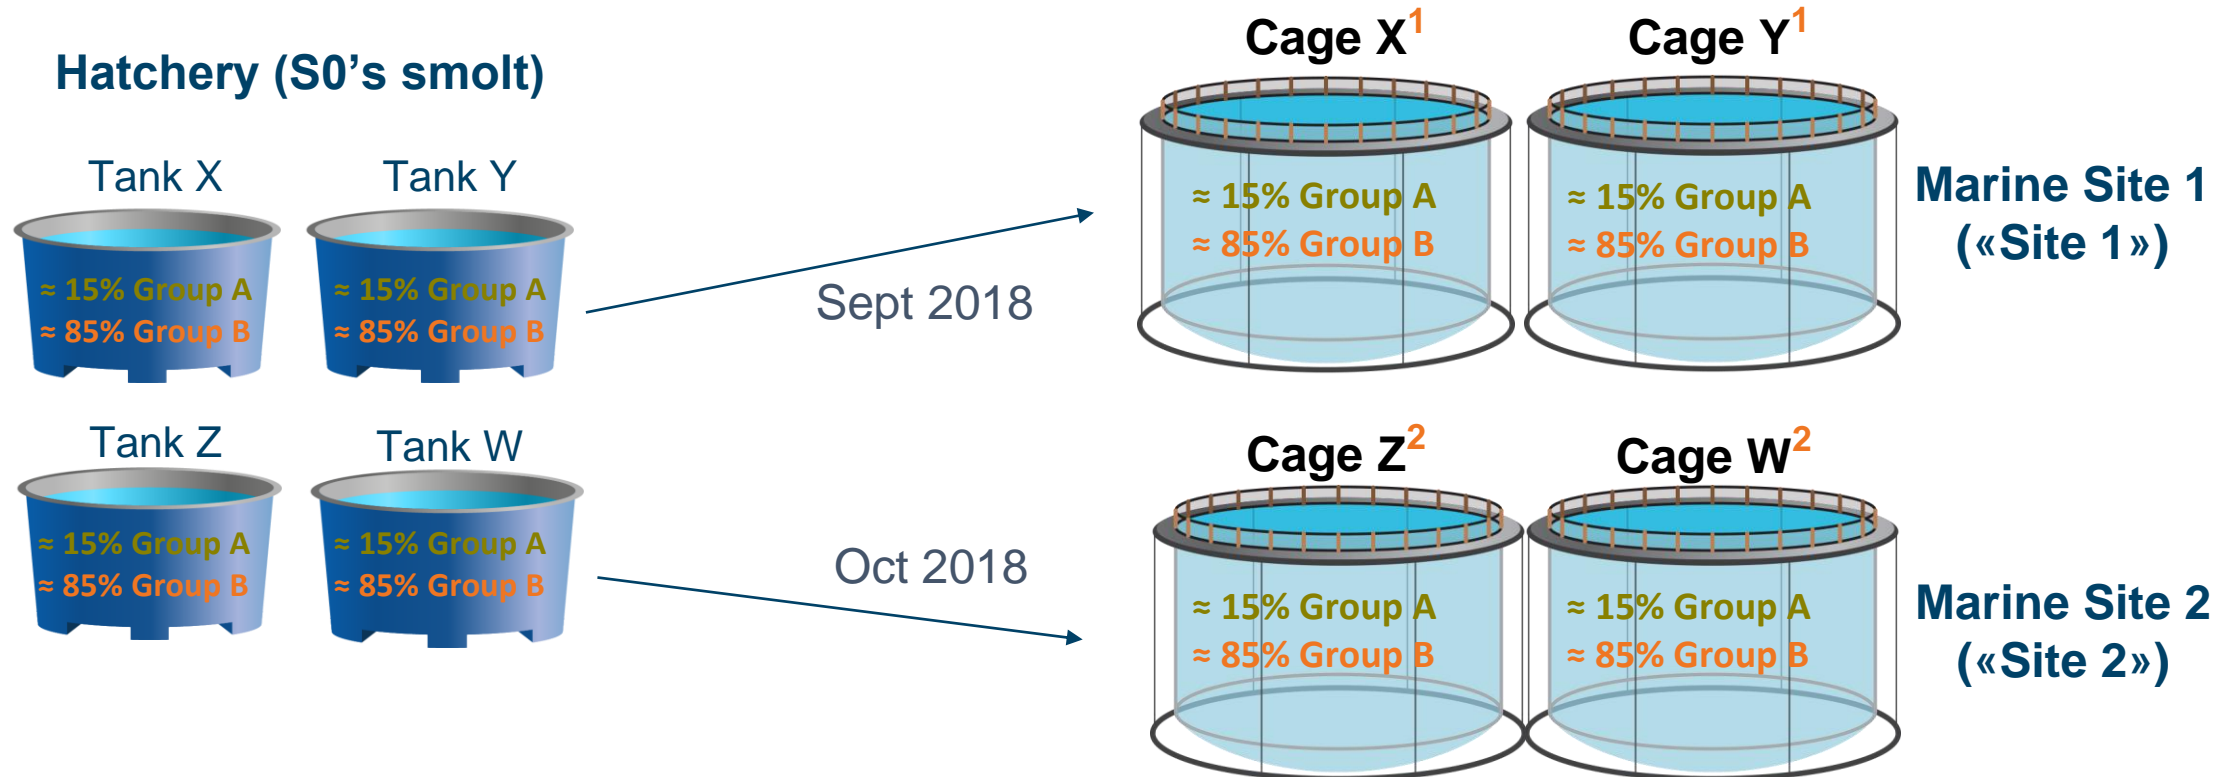 Hatchery (S0’s smolt)
Tank X
≈ 15% Group A
≈ 85% Group B
Tank Y
≈ 15% Group A
≈ 85% Group B
Tank Z
≈ 15% Group A
≈ 85% Group B
Tank W
≈ 15% Group A
≈ 85% Group B
Sept 2018
Oct 2018
Cage X¹
≈ 15% Group A
≈ 85% Group B
Cage Y¹
≈ 15% Group A
≈ 85% Group B
Marine Site 1
(«Site 1»)
Cage Z²
≈ 15% Group A
≈ 85% Group B
Cage W²
≈ 15% Group A
≈ 85% Group B
Marine Site 2
(«Site 2»)